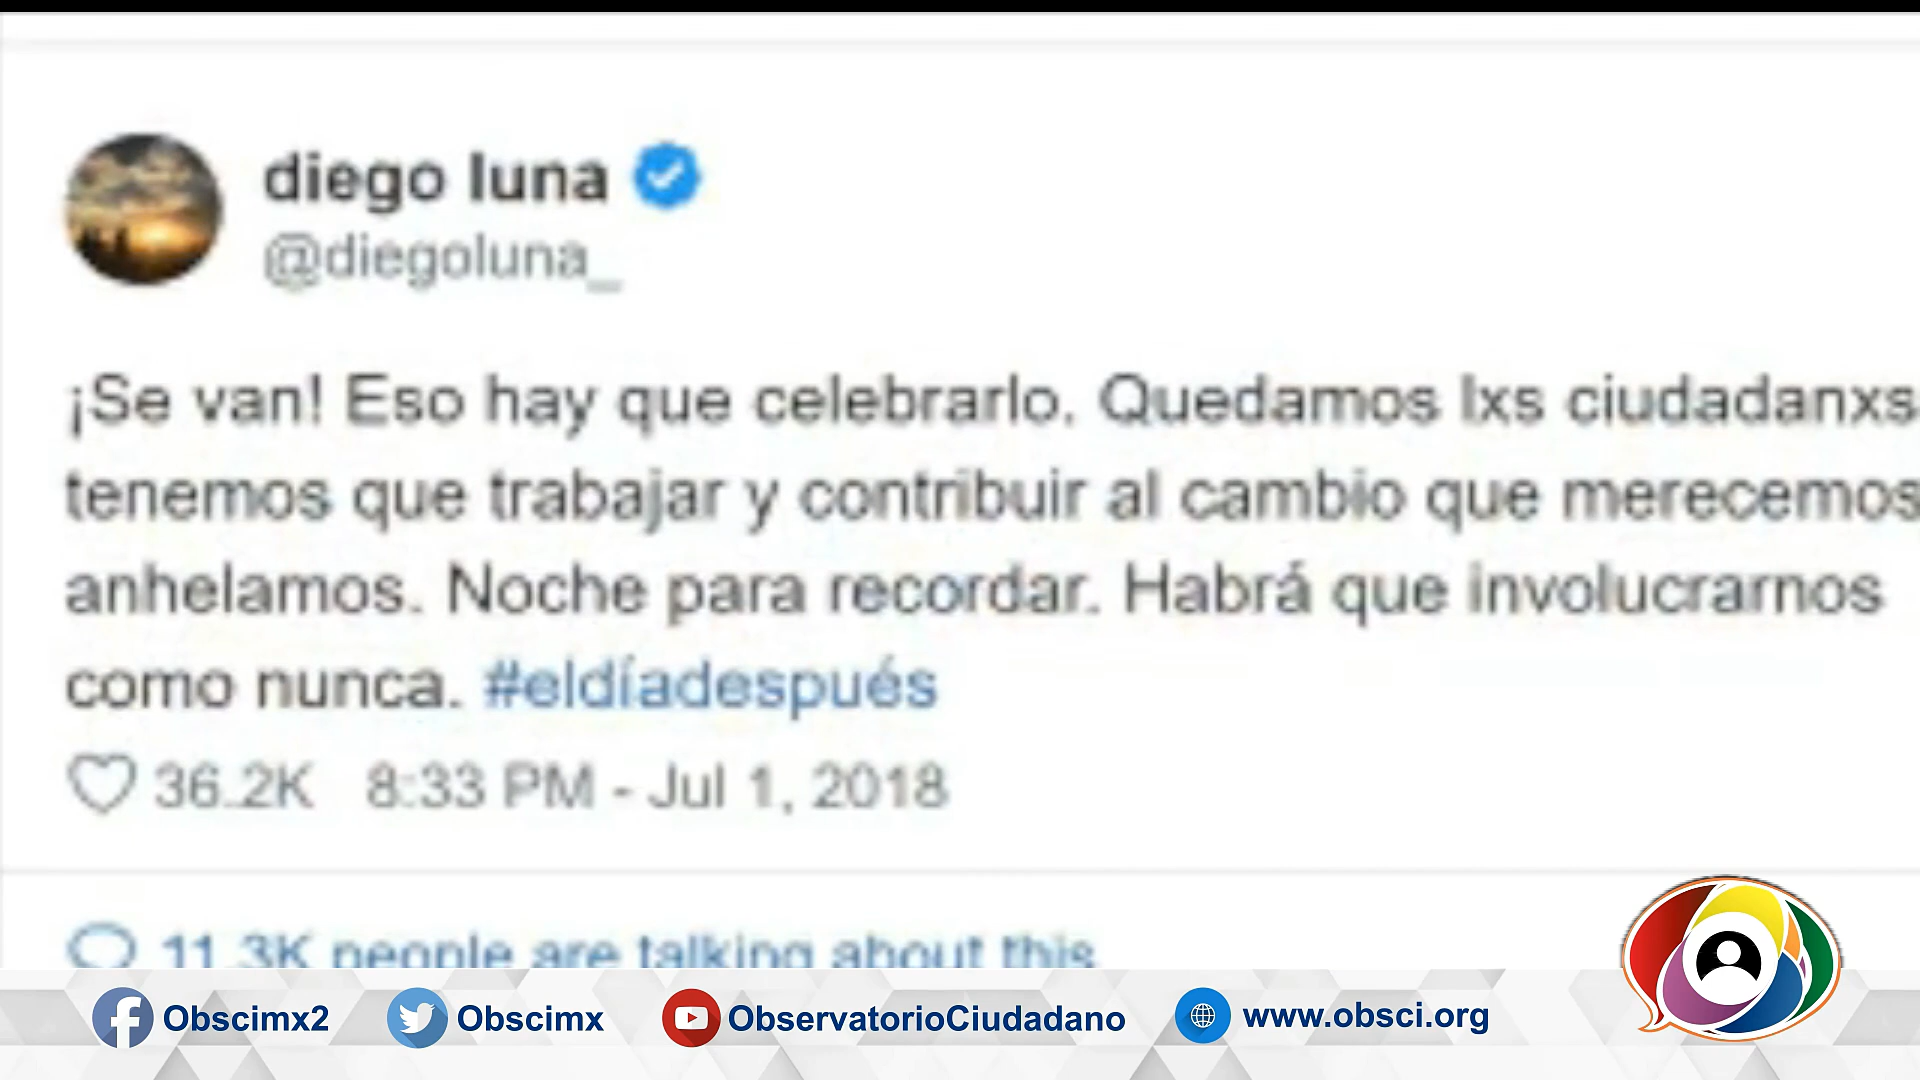 diego luna
@diegoluna_
¡Se van! Eso hay que celebrarlo. Quedamos lxs ciudadanxs
tenemos que trabajar y contribuir al cambio que merecemos
anhelamos. Noche para recordar. Habrá que involucrarnos
como nunca. #eldíadespués
36.2K 8:33 PM - Jul 1, 2018
11.3K people are talking about this
Obscimx2 Obscimx ObservatorioCiudadano www.obsci.org